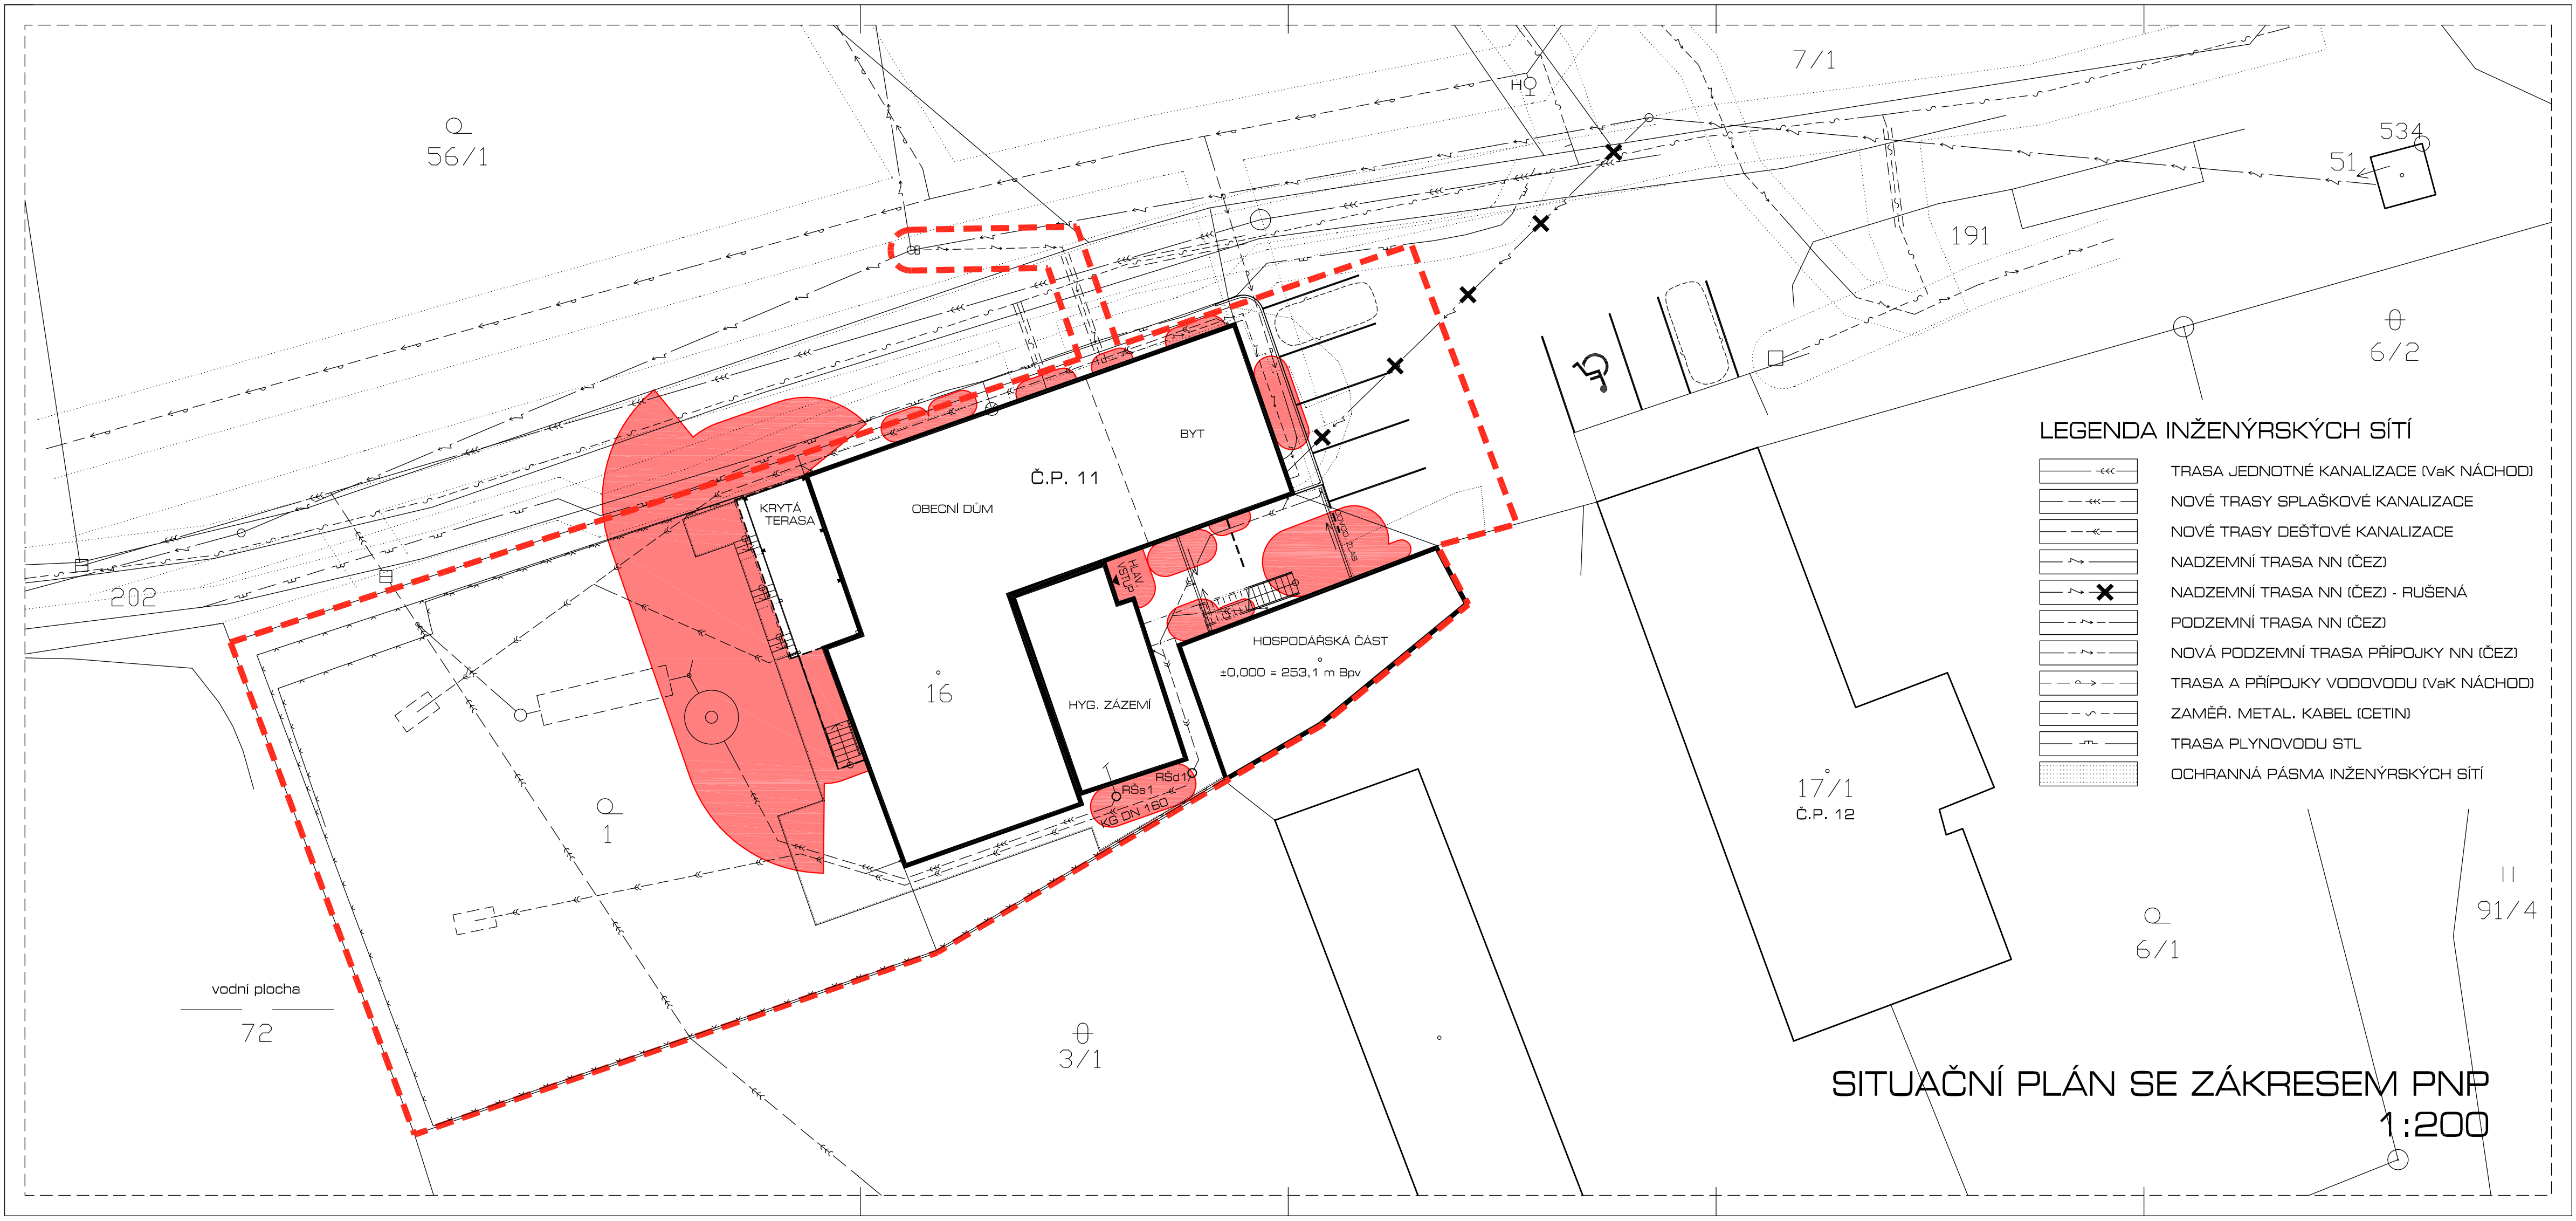 7/1
534
51
H
56/1
191
6/2
202
LEGENDA INŽENÝRSKÝCH SÍTÍ
TRASA JEDNOTNÉ KANALIZACE (VaK NÁCHOD)
NOVÉ TRASY SPLAŠKOVÉ KANALIZACE
NOVÉ TRASY DEŠŤOVÉ KANALIZACE
NADZEMNÍ TRASA NN (ČEZ)
NADZEMNÍ TRASA NN (ČEZ) - RUŠENÁ
PODZEMNÍ TRASA NN (ČEZ)
NOVÁ PODZEMNÍ TRASA PŘÍPOJKY NN (ČEZ)
TRASA A PŘÍPOJKY VODOVODU (VaK NÁCHOD)
ZAMĚŘ. METAL. KABEL (CETIN)
TRASA PLYNOVODU STL
OCHRANNÁ PÁSMA INŽENÝRSKÝCH SÍTÍ
BYT
Č.P. 11
OBECNÍ DŮM
KRYTÁ
TERASA
HLAV.
VSTUP
ŽLAB
HOSPODÁŘSKÁ ČÁST
±0,000 = 253,1 m Bpv
16
HYG. ZÁZEMÍ
RŠd1
RŠs1
KG DN 160
1
17/1
Č.P. 12
91/4
6/1
vodní plocha
72
3/1
SITUAČNÍ PLÁN SE ZÁKRESEM PNP
1:200